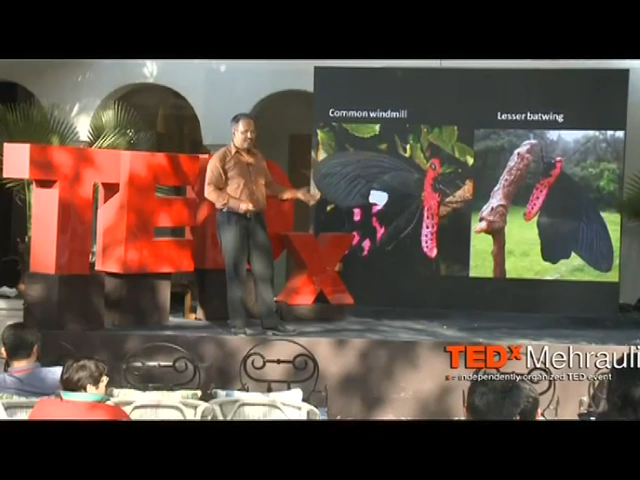 Common windmill
Lesser batwing
TEDx
TEDx Mehrauli
x = independently organized TED event